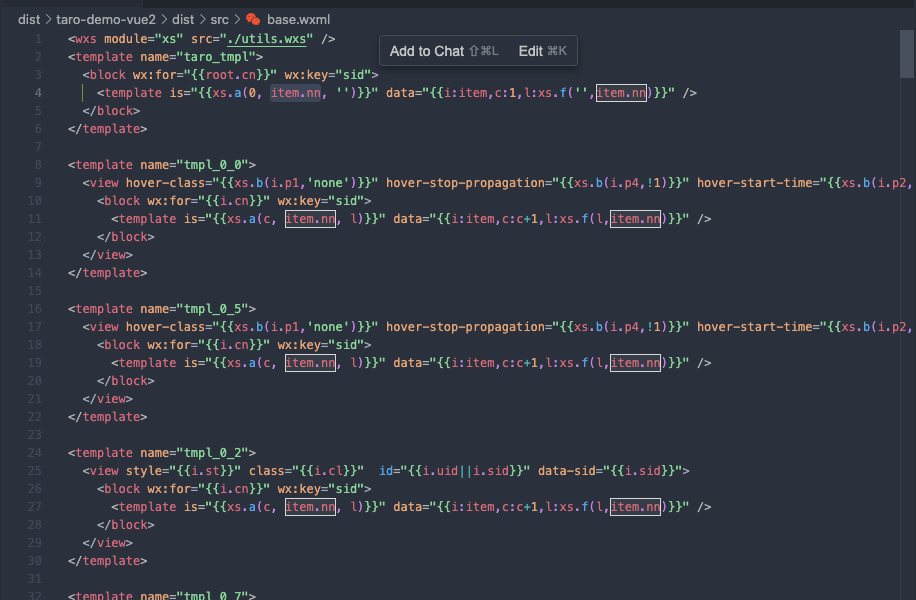 dist > taro-demo-vue2 > dist > src > base.wxml
Add to Chat ⇧⌘L Edit ⌘K
1 <wxs module="xs" src="./utils.wxs" />
2 <template name="taro_tmpl">
3 <block wx:for="{{root.cn}}" wx:key="sid">
4 <template is="{{xs.a(0, item.nn, '')}}" data="{{i:item,c:1,l:xs.f('',item.nn)}}" />
5 </block>
6 </template>
7
8 <template name="tmpl_0_0">
9 <view hover-class="{{xs.b(i.p1,'none')}}" hover-stop-propagation="{{xs.b(i.p4,!1)}}" hover-start-time="{{xs.b(i.p2,
10 <block wx:for="{{i.cn}}" wx:key="sid">
11 <template is="{{xs.a(c, item.nn, l)}}" data="{{i:item,c:c+1,l:xs.f(l,item.nn)}}" />
12 </block>
13 </view>
14 </template>
15
16 <template name="tmpl_0_5">
17 <view hover-class="{{xs.b(i.p1,'none')}}" hover-stop-propagation="{{xs.b(i.p4,!1)}}" hover-start-time="{{xs.b(i.p2,
18 <block wx:for="{{i.cn}}" wx:key="sid">
19 <template is="{{xs.a(c, item.nn, l)}}" data="{{i:item,c:c+1,l:xs.f(l,item.nn)}}" />
20 </block>
21 </view>
22 </template>
23
24 <template name="tmpl_0_2">
25 <view style="{{i.st}}" class="{{i.cl}}"  id="{{i.uid||i.sid}}" data-sid="{{i.sid}}">
26 <block wx:for="{{i.cn}}" wx:key="sid">
27 <template is="{{xs.a(c, item.nn, l)}}" data="{{i:item,c:c+1,l:xs.f(l,item.nn)}}" />
28 </block>
29 </view>
30 </template>
31
32 <template name="tmpl_0_7">